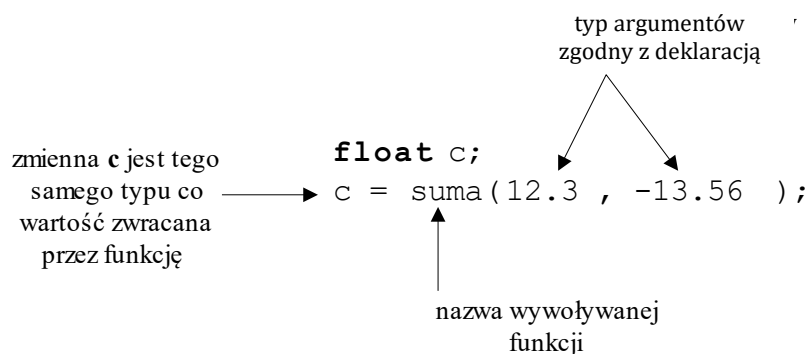 typ argumentów
zgodny z deklaracją
float c;
zmienna c jest tego
samego typu co
wartość zwracana
przez funkcję
c = suma(12.3 , -13.56 );
nazwa wywoływanej
funkcji